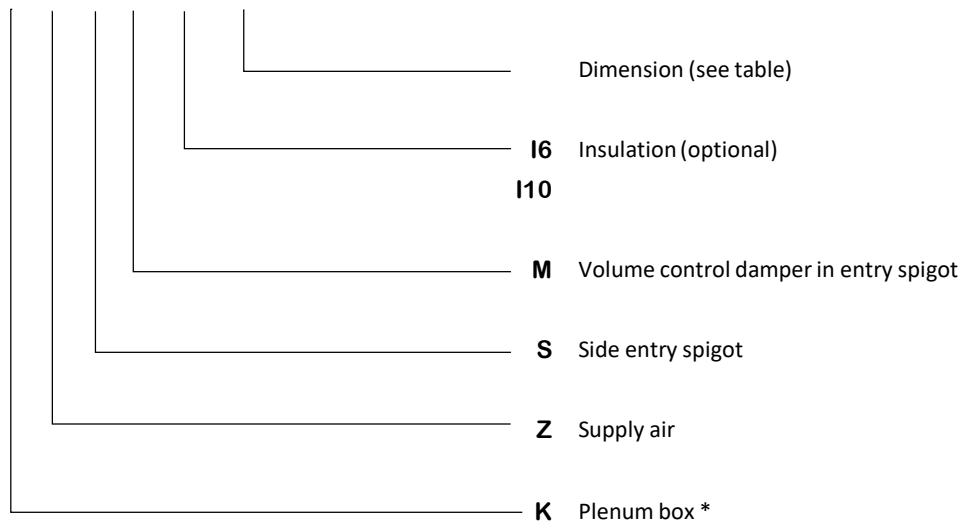 Dimension (see table)
I6 Insulation (optional)
I10
M Volume control damper in entry spigot
S Side entry spigot
Z Supply air
K Plenum box *